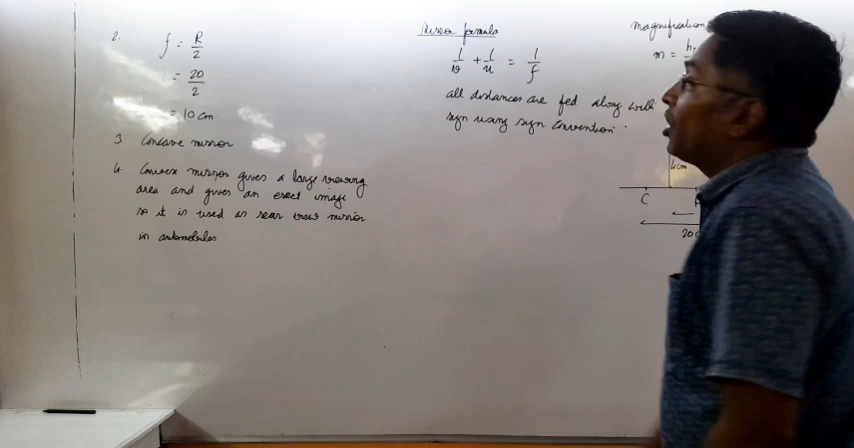 2. f = R/2
= 20/2
= 10 cm
3 Concave mirror
4. Convex mirror gives a large viewing
area and gives an erect image
so it is used as rear view mirror
in automobiles
Mirror formula
1/v + 1/u = 1/f
all distances are fed along with
sign using sign convention.
magnification
m = h
4cm
C
20